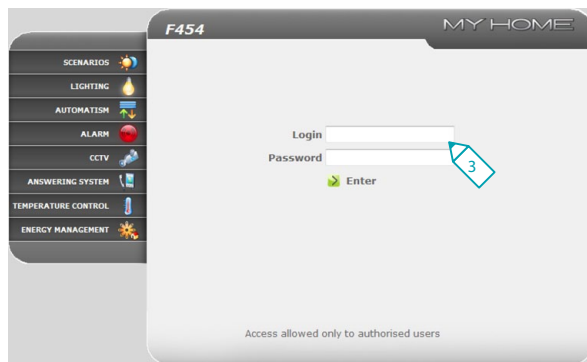 F454
MY HOME
SCENARIOS
LIGHTING
AUTOMATISM
ALARM
CCTV
ANSWERING SYSTEM
TEMPERATURE CONTROL
ENERGY MANAGEMENT
Login
Password
3
Enter
Access allowed only to authorised users